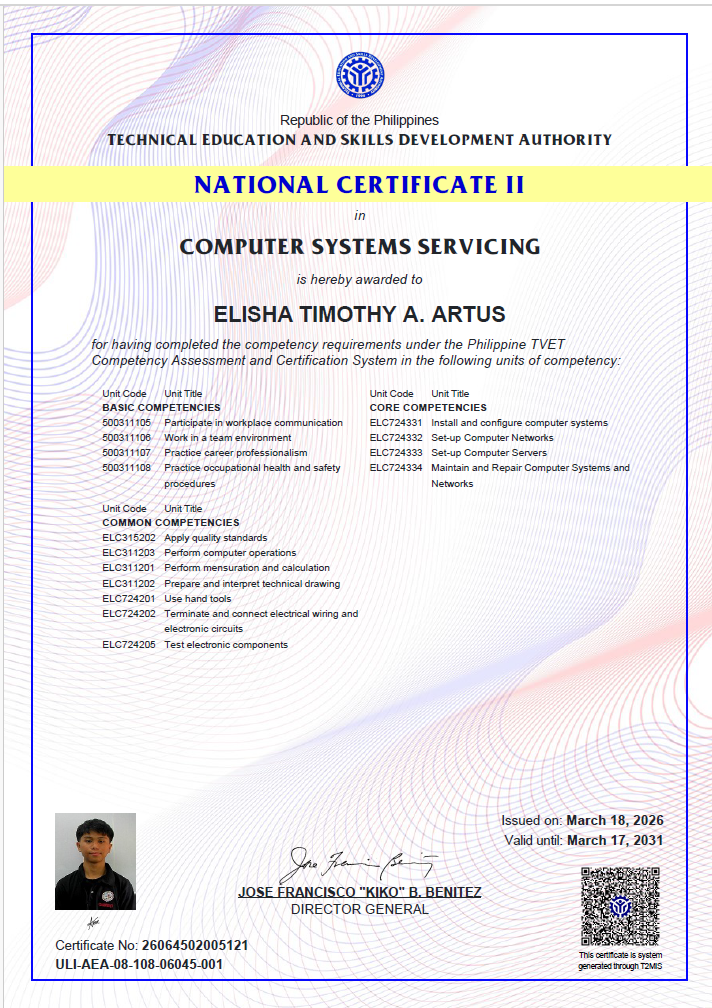 Republic of the Philippines
TECHNICAL EDUCATION AND SKILLS DEVELOPMENT AUTHORITY
NATIONAL CERTIFICATE II
in
COMPUTER SYSTEMS SERVICING
is hereby awarded to
ELISHA TIMOTHY A. ARTUS
for having completed the competency requirements under the Philippine TVET
Competency Assessment and Certification System in the following units of competency:
Unit Code Unit Title
BASIC COMPETENCIES
500311105 Participate in workplace communication
500311106 Work in a team environment
500311107 Practice career professionalism
500311108 Practice occupational health and safety
procedures
Unit Code Unit Title
COMMON COMPETENCIES
ELC315202 Apply quality standards
ELC311203 Perform computer operations
ELC311201 Perform mensuration and calculation
ELC311202 Prepare and interpret technical drawing
ELC724201 Use hand tools
ELC724202 Terminate and connect electrical wiring and
electronic circuits
ELC724205 Test electronic components
Unit Code Unit Title
CORE COMPETENCIES
ELC724331 Install and configure computer systems
ELC724332 Set-up Computer Networks
ELC724333 Set-up Computer Servers
ELC724334 Maintain and Repair Computer Systems and
Networks
Issued on: March 18, 2026
Valid until: March 17, 2031
JOSE FRANCISCO "KIKO" B. BENITEZ
DIRECTOR GENERAL
Certificate No: 26064502005121
ULI-AEA-08-108-06045-001
This certificate is system
generated through T2MIS